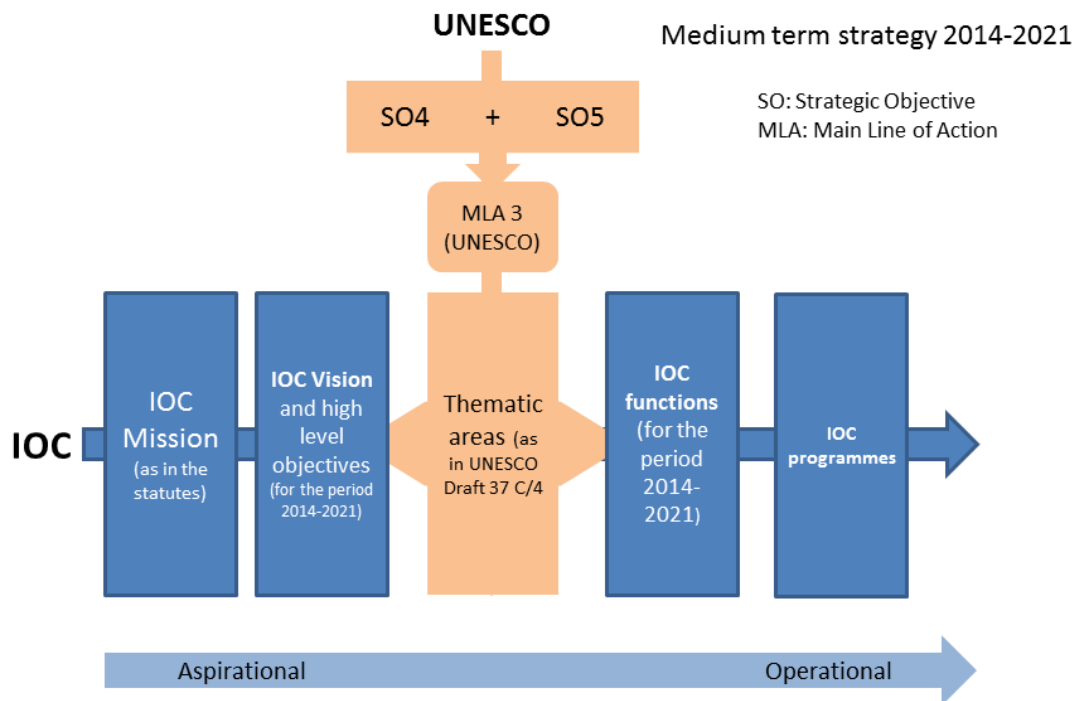 UNESCO
Medium term strategy 2014-2021
SO4 + SO5
SO: Strategic Objective
MLA: Main Line of Action
MLA 3
(UNESCO)
IOC
IOC
Mission
(as in the
statutes)
IOC Vision
and high
level
objectives
(for the period
2014-2021)
Thematic
areas (as
in UNESCO
Draft 37 C/4
IOC
functions
(for the
period
2014-
2021)
IOC
programmes
Aspirational
Operational